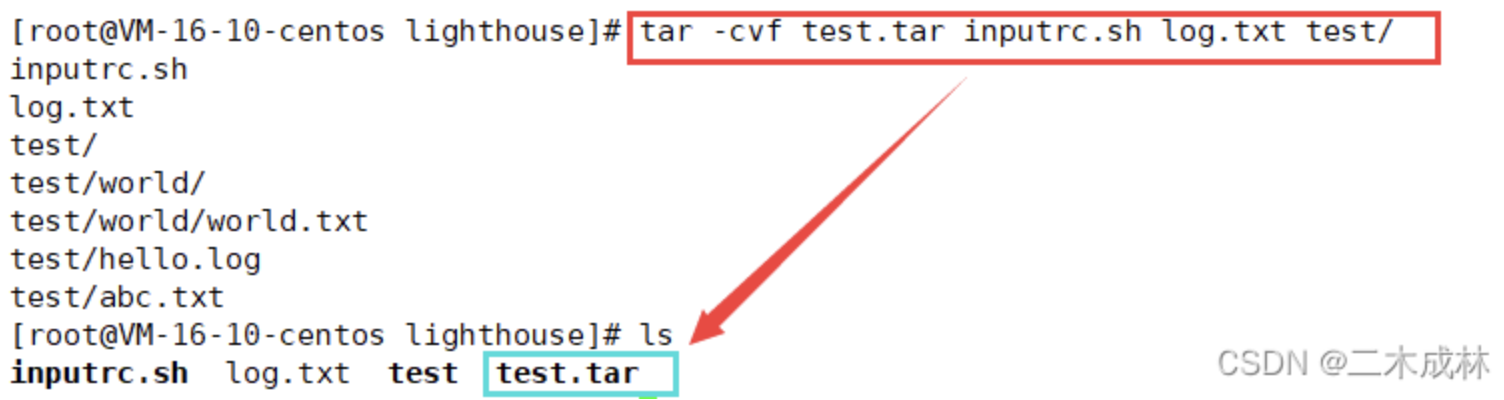 [root@VM-16-10-centos lighthouse]# tar -cvf test.tar inputrc.sh log.txt test/
inputrc.sh
log.txt
test/
test/world/
test/world/world.txt
test/hello.log
test/abc.txt
[root@VM-16-10-centos lighthouse]# ls
inputrc.sh  log.txt  test  test.tar
CSDN @二木成林